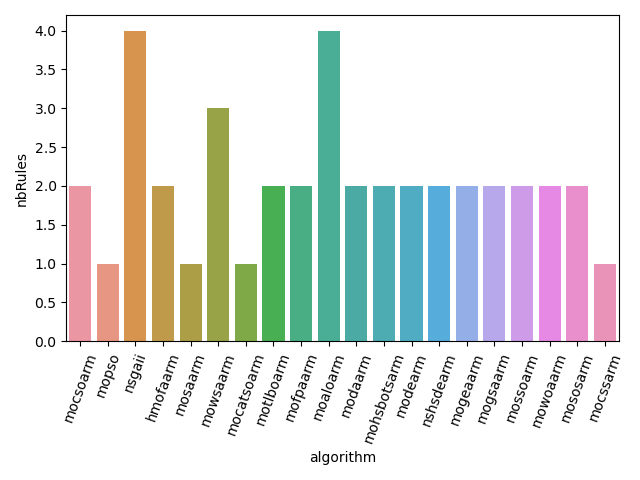 4.0
3.5
3.0
2.5
2.0
1.5
1.0
0.5
0.0
nbRules
mocsoarm
mopso
nsgaii
hmofaarm
mosaarm
mowsaarm
mocatsoarm
motlboarm
mofpaarm
moaloarm
modaarm
mohsbotsarm
modearm
nshsdearm
mogeaarm
mogsaarm
mossoarm
mowoaarm
mososarm
mocssarm
algorithm